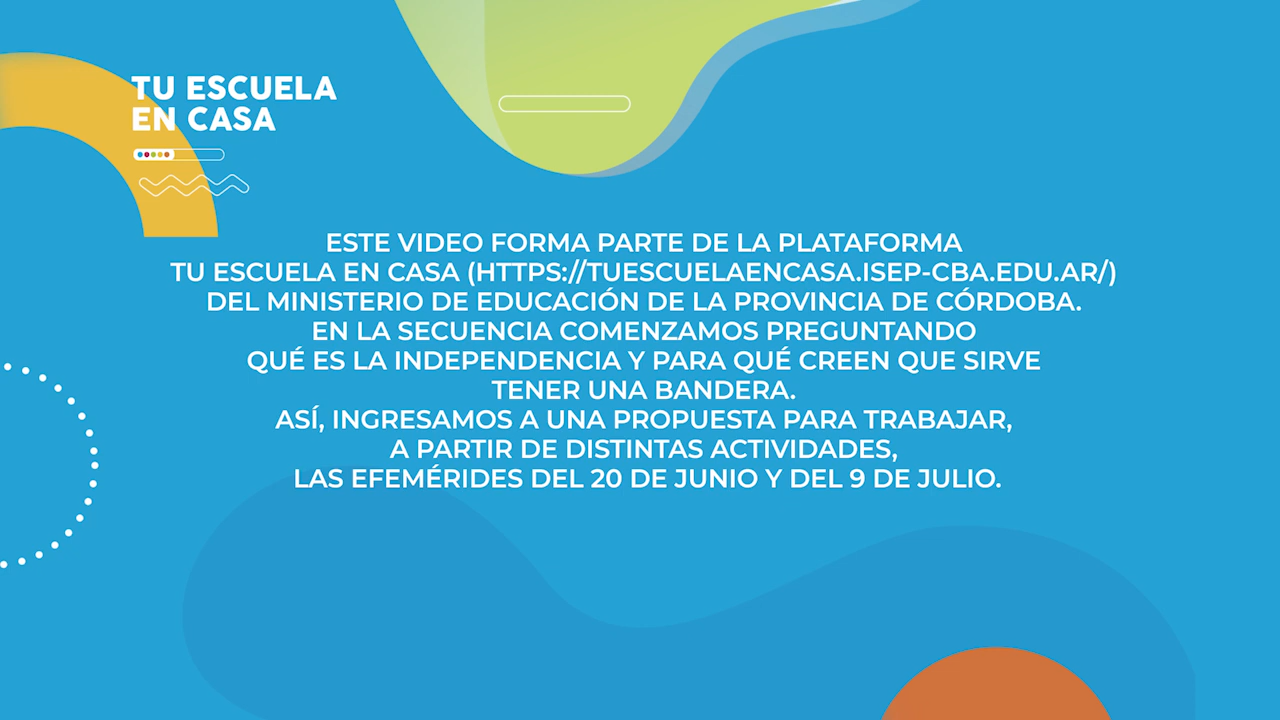 TU ESCUELA
EN CASA
ESTE VIDEO FORMA PARTE DE LA PLATAFORMA
TU ESCUELA EN CASA (HTTPS://TUESCUELAENCASA.ISEP-CBA.EDU.AR/)
DEL MINISTERIO DE EDUCACIÓN DE LA PROVINCIA DE CÓRDOBA.
EN LA SECUENCIA COMENZAMOS PREGUNTANDO
QUÉ ES LA INDEPENDENCIA Y PARA QUÉ CREEN QUE SIRVE
TENER UNA BANDERA.
ASÍ, INGRESAMOS A UNA PROPUESTA PARA TRABAJAR,
A PARTIR DE DISTINTAS ACTIVIDADES,
LAS EFEMÉRIDES DEL 20 DE JUNIO Y DEL 9 DE JULIO.